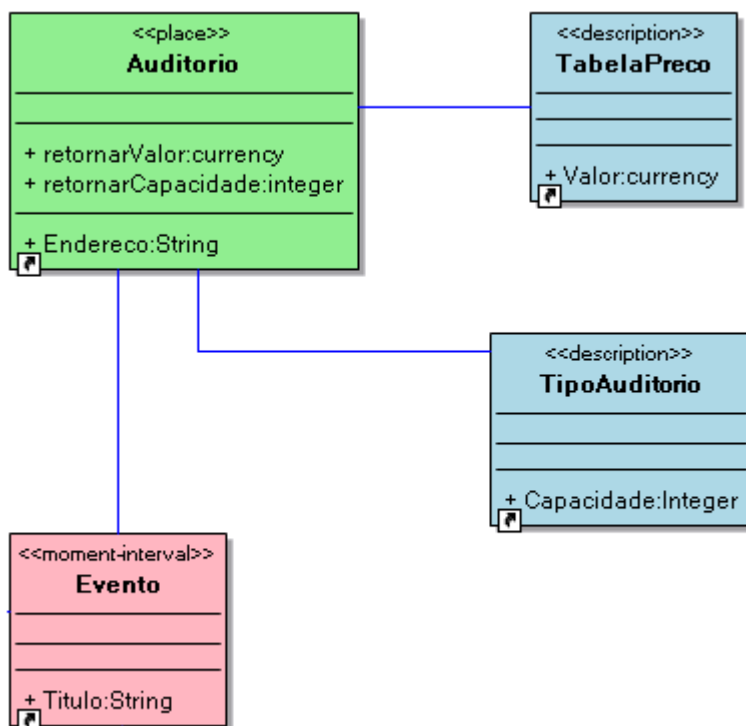 <<place>>
Auditorio
+ retornarValor:currency
+ retornarCapacidade:integer
+ Endereco:String
<<description>>
TabelaPreco
+ Valor:currency
<<description>>
TipoAuditorio
+ Capacidade:Integer
<<moment-interval>>
Evento
+ Titulo:String